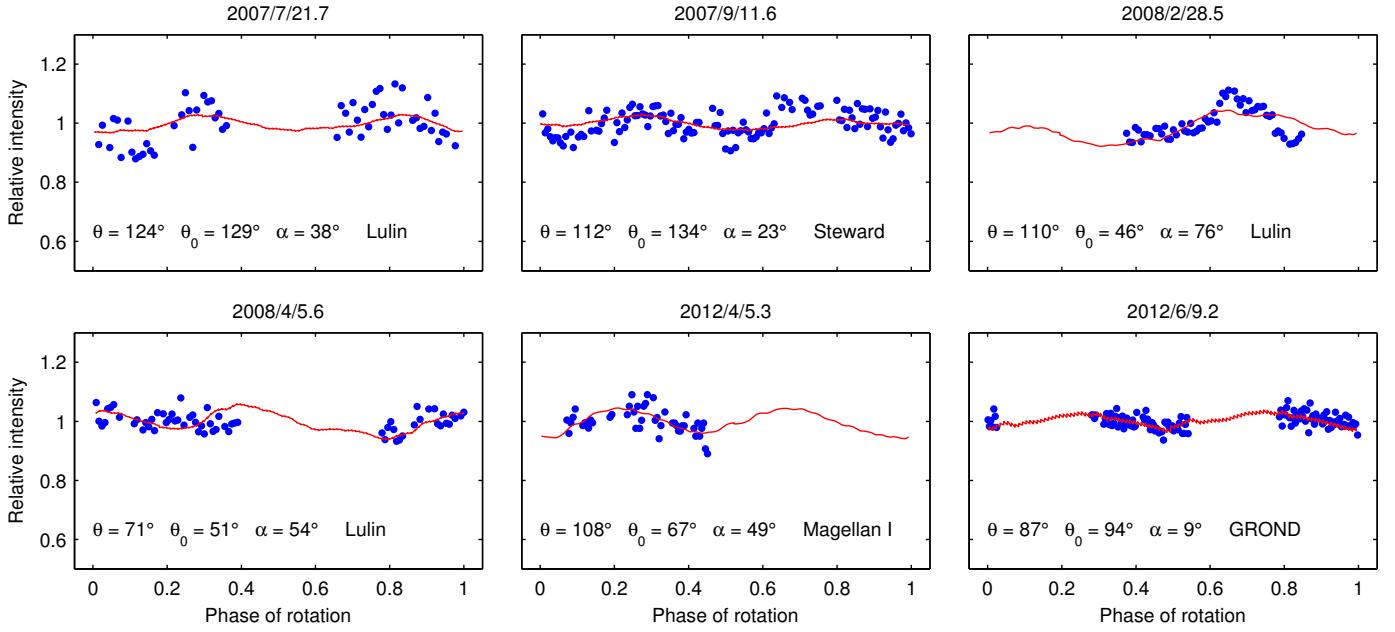 2007/7/21.7
2007/9/11.6
2008/2/28.5
Relative intensity
1.2
1
0.8
0.6
θ = 124° θ0 = 129° α = 38° Lulin
θ = 112° θ0 = 134° α = 23° Steward
θ = 110° θ0 = 46° α = 76° Lulin
2008/4/5.6
2012/4/5.3
2012/6/9.2
Relative intensity
1.2
1
0.8
0.6
θ = 71° θ0 = 51° α = 54° Lulin
θ = 108° θ0 = 67° α = 49° Magellan I
θ = 87° θ0 = 94° α = 9° GROND
0 0.2 0.4 0.6 0.8 1
0 0.2 0.4 0.6 0.8 1
0 0.2 0.4 0.6 0.8 1
Phase of rotation
Phase of rotation
Phase of rotation